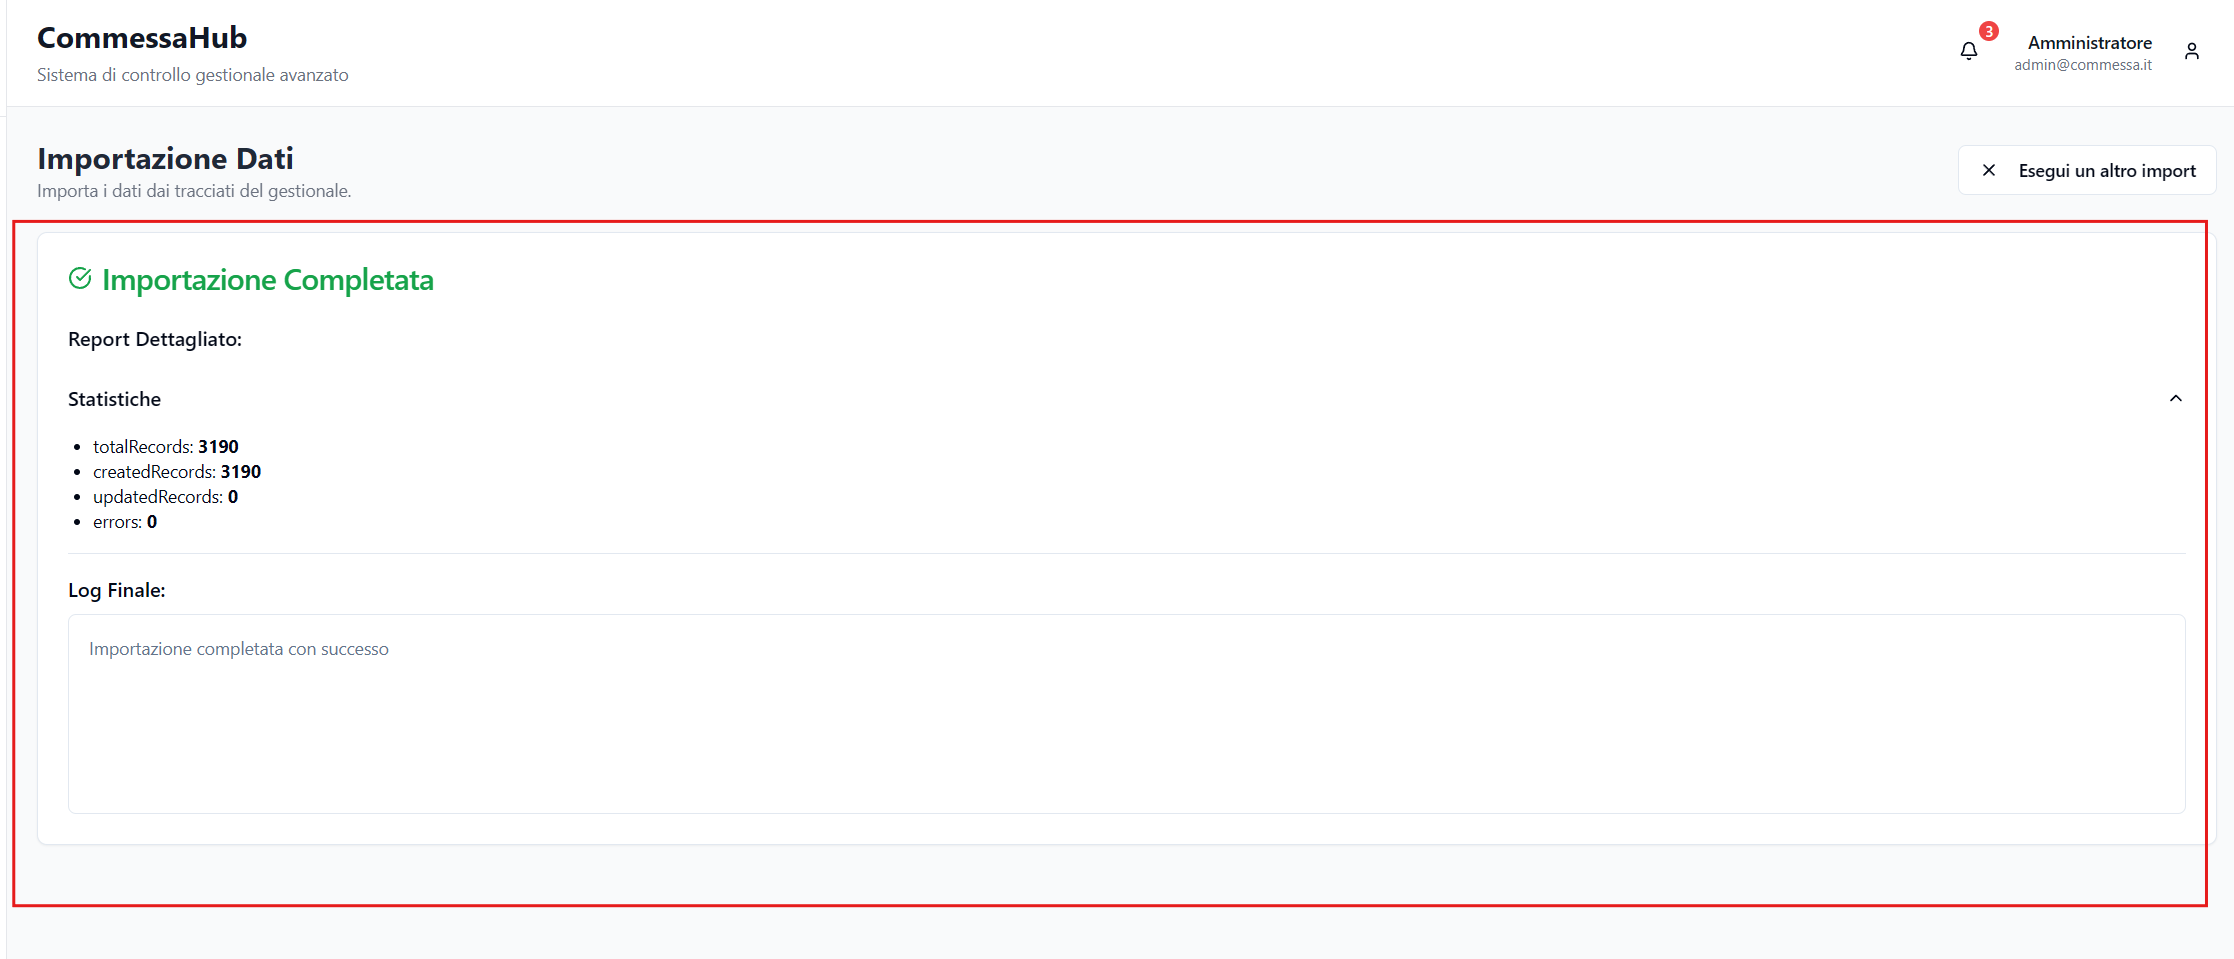 CommessaHub
Sistema di controllo gestionale avanzato
3
Amministratore
admin@commessa.it
Importazione Dati
Importa i dati dai tracciati del gestionale.
Esegui un altro import
Importazione Completata
Report Dettagliato:
Statistiche
• totalRecords: 3190
• createdRecords: 3190
• updatedRecords: 0
• errors: 0
Log Finale:
Importazione completata con successo